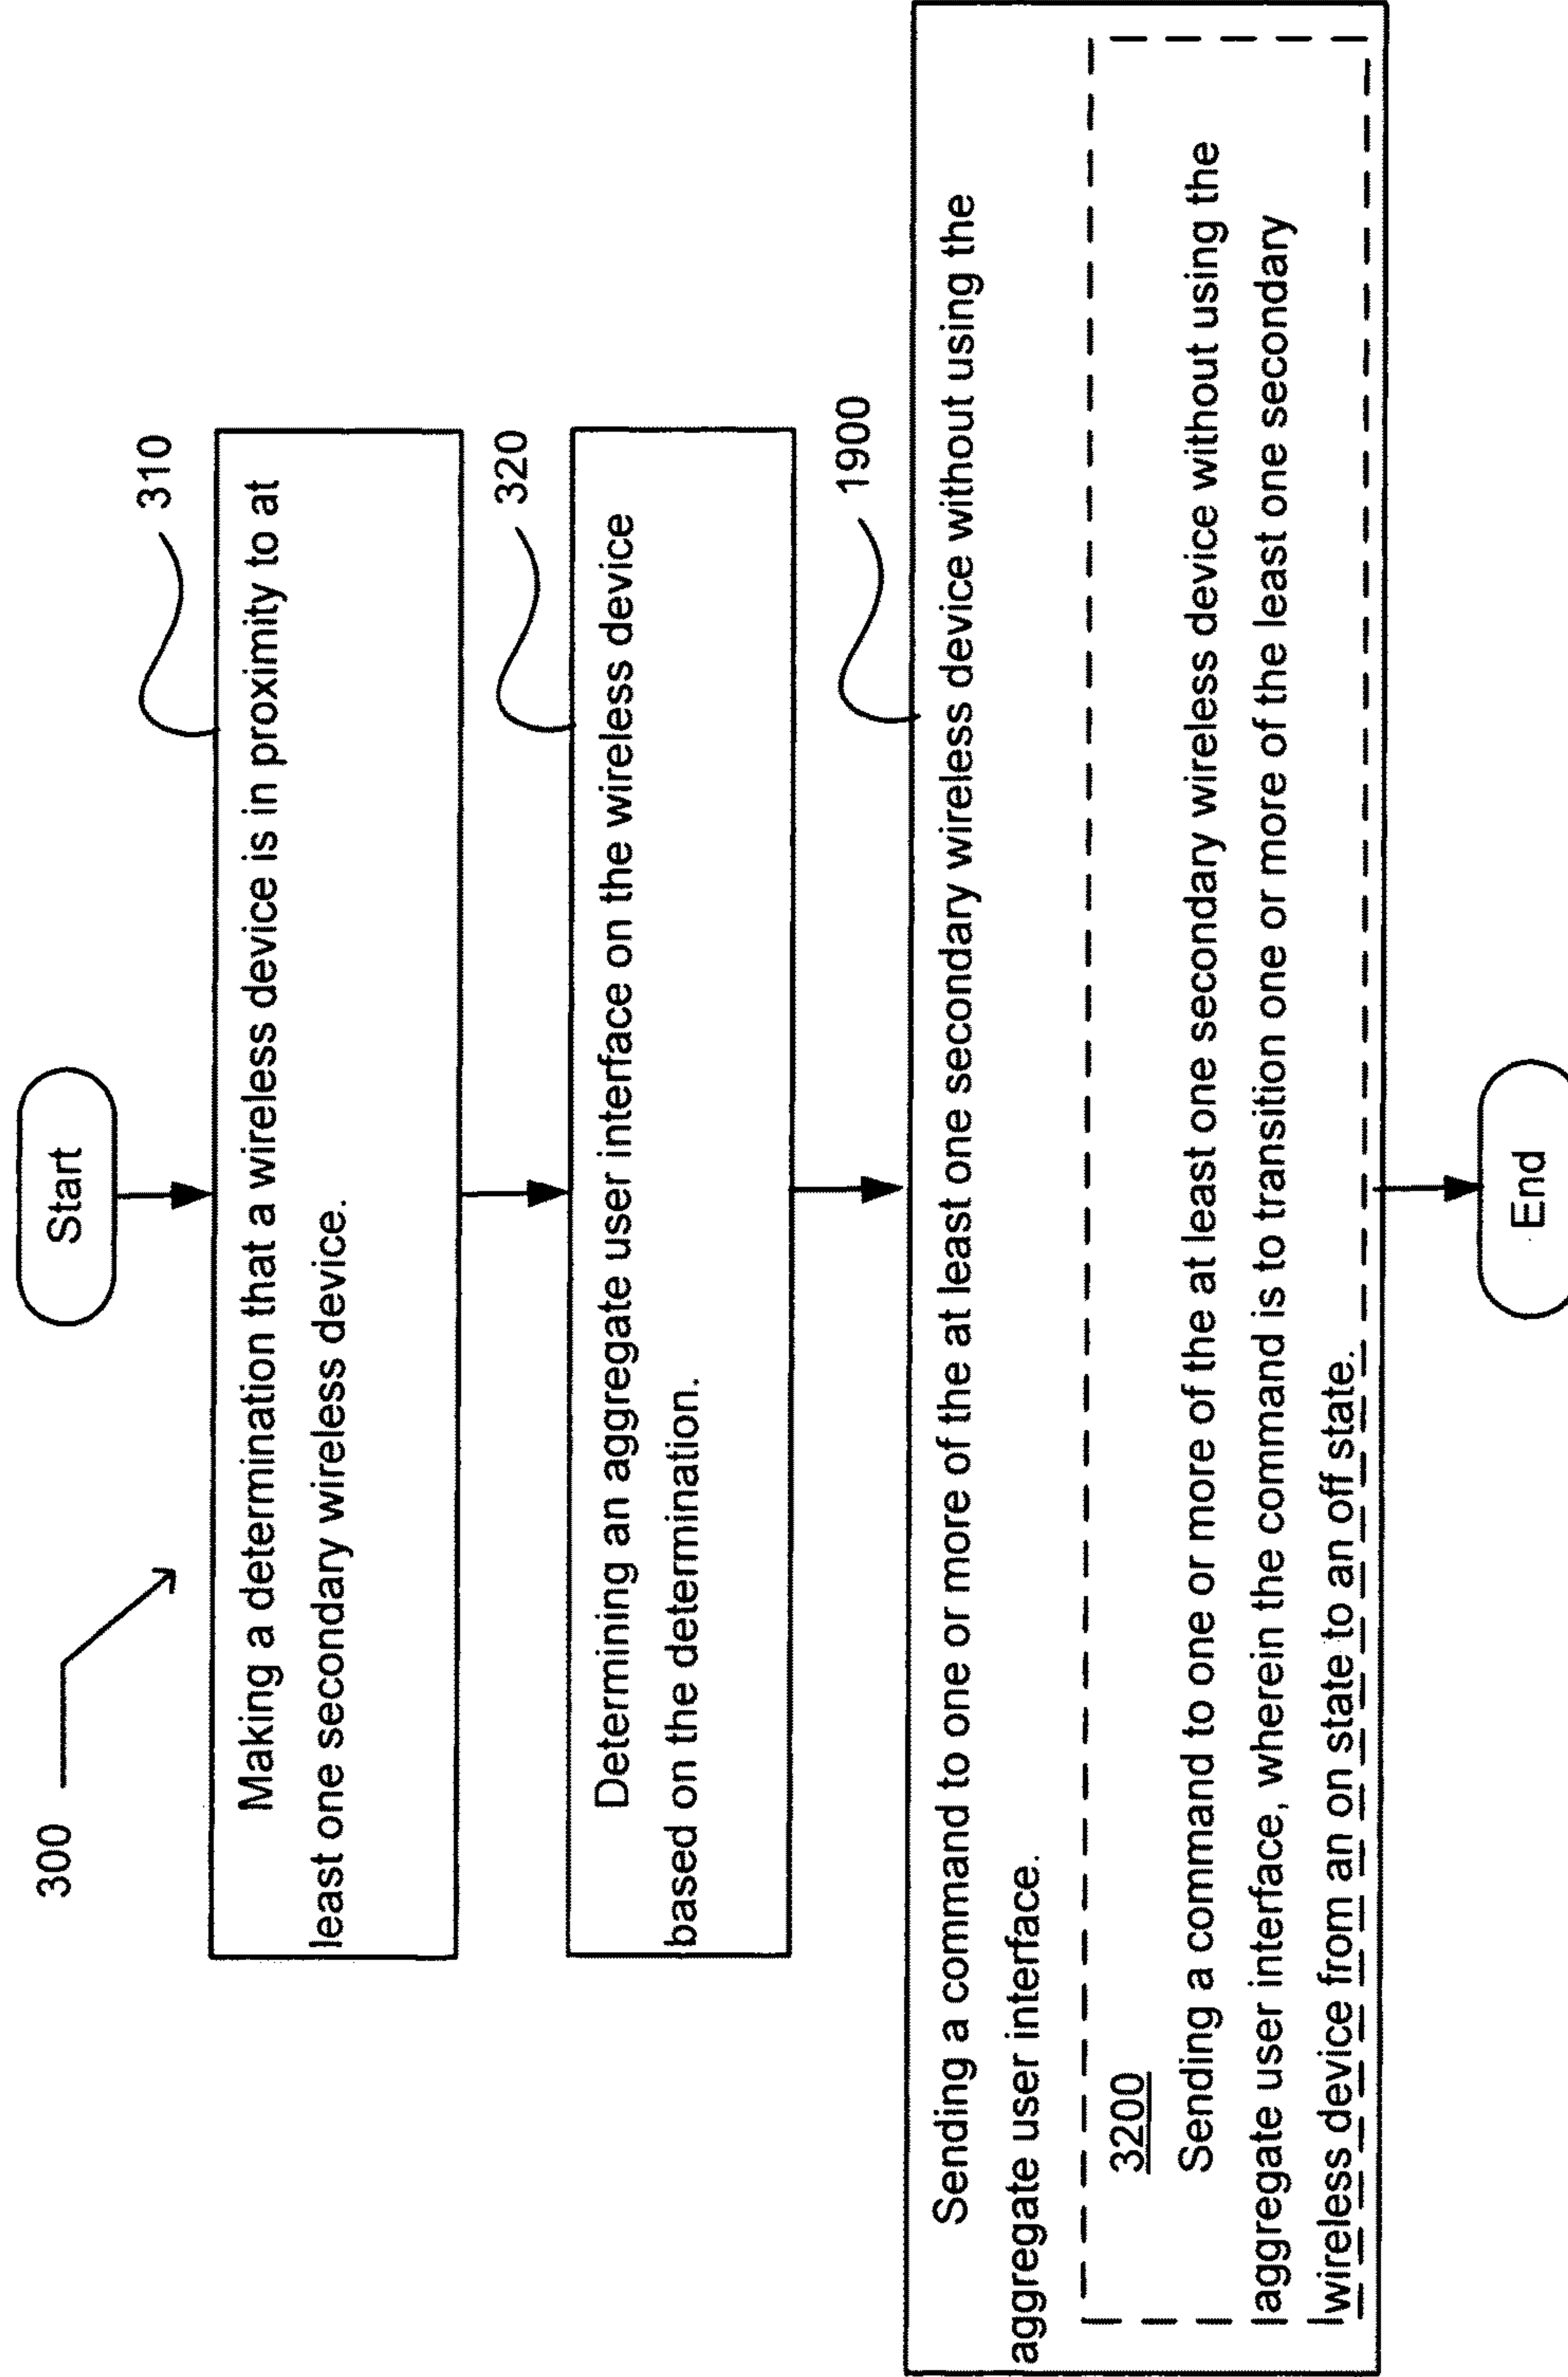 300
Start
310
Making a determination that a wireless device is in proximity to at
least one secondary wireless device.
320
Determining an aggregate user interface on the wireless device
based on the determination.
1900
Sending a command to one or more of the at least one secondary wireless device without using the
aggregate user interface.
3200
Sending a command to one or more of the at least one secondary wireless device without using the
aggregate user interface, wherein the command is to transition one or more of the least one secondary
wireless device from an on state to an off state.
End